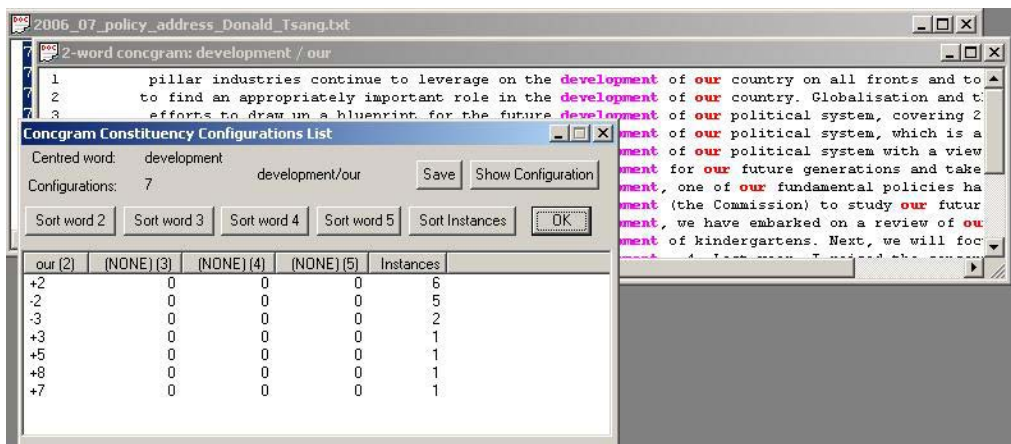 2006_07_policy_address_Donald_Tsang.txt
2-word concgram: development / our
1 pillar industries continue to leverage on the development of our country on all fronts and to
2 to find an appropriately important role in the development of our country. Globalisation and t
3 efforts to draw up a blueprint for the future development of our political system, covering 2
ment of our political system, which is a
ment of our political system with a view
ment for our future generations and take
ment, one of our fundamental policies ha
ment (the Commission) to study our futur
ment, we have embarked on a review of ou
ment of kindergartens. Next, we will foc
Concgram Constituency Configurations List
Centred word: development
development/our
Save
Show Configuration
Configurations: 7
Sort word 2
Sort word 3
Sort word 4
Sort word 5
Sort Instances
OK
our (2) (NONE) (3) (NONE) (4) (NONE) (5) Instances
+2 0 0 0 6
-2 0 0 0 5
-3 0 0 0 2
+3 0 0 0 1
+5 0 0 0 1
+8 0 0 0 1
+7 0 0 0 1